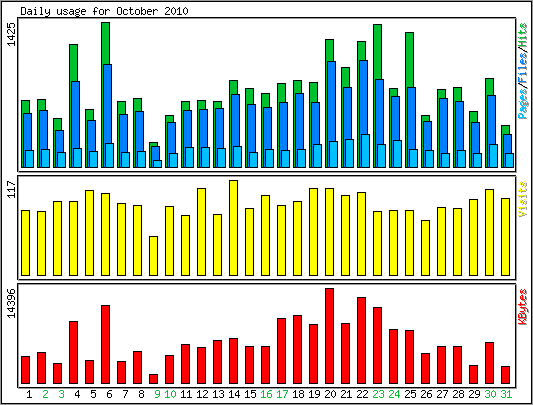 Daily usage for October 2010
1425
Pages/Files/Hits
117
Visits
14396
KBytes
1 2 3 4 5 6 7 8 9 10 11 12 13 14 15 16 17 18 19 20 21 22 23 24 25 26 27 28 29 30 31